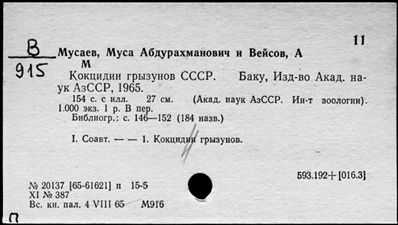 11
В
915
Мусаев, Муса Абдурахманович и Вейсов, А
М
Кокцидии грызунов СССР. Баку, Изд-во Акад. на-
ук АзССР, 1965.
154 с. с илл. 27 см. (Акад. наук АзССР. Ин-т зоологии).
1.000 экз. 1 р. В пер.
Библиогр.: с. 146—152 (184 назв.)
I. Соавт. — — 1. Кокцидии грызунов.
593.192+[016.3]
№ 20137 [65-61621] п 15-5
XI № 387
Вс. кн. пал. 4 VIII 65 М916
П